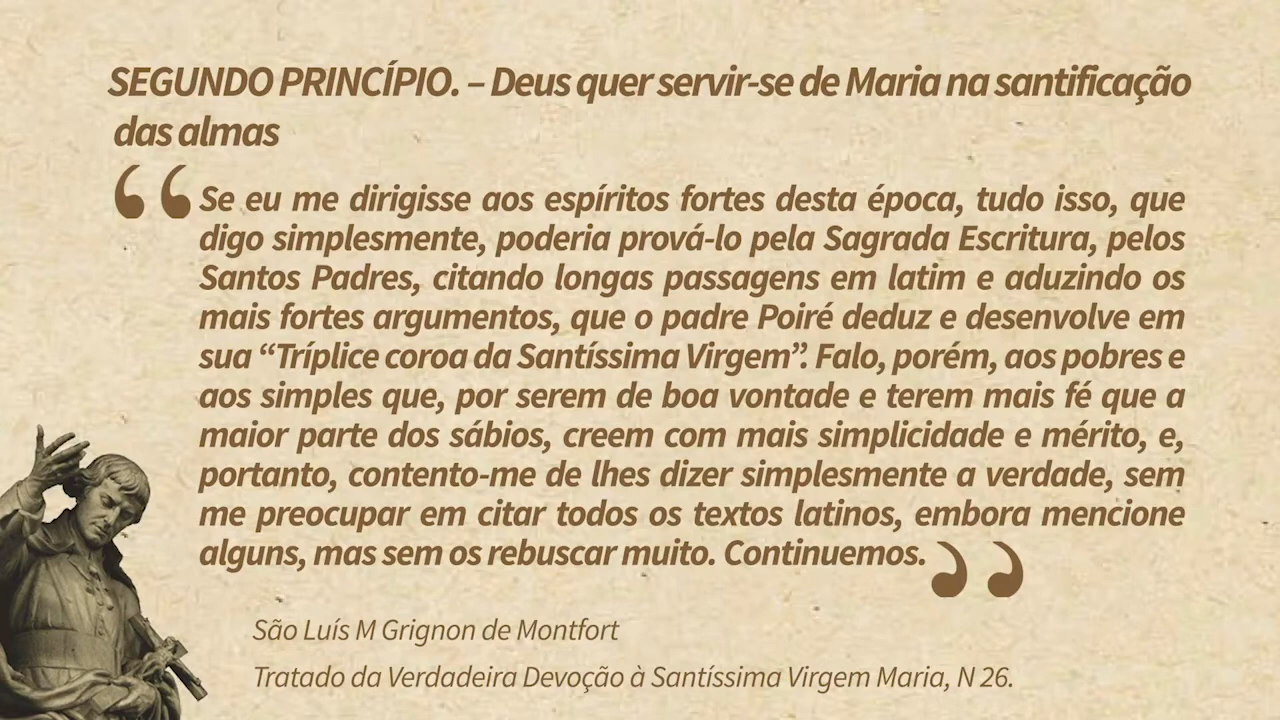 SEGUNDO PRINCÍPIO. – Deus quer servir-se de Maria na santificação
das almas
“Se eu me dirigisse aos espíritos fortes desta época, tudo isso, que
digo simplesmente, poderia prová-lo pela Sagrada Escritura, pelos
Santos Padres, citando longas passagens em latim e aduzindo os
mais fortes argumentos, que o padre Poiré deduz e desenvolve em
sua “Tríplice coroa da Santíssima Virgem”. Falo, porém, aos pobres e
aos simples que, por serem de boa vontade e terem mais fé que a
maior parte dos sábios, creem com mais simplicidade e mérito, e,
portanto, contento-me de lhes dizer simplesmente a verdade, sem
me preocupar em citar todos os textos latinos, embora mencione
alguns, mas sem os rebuscar muito. Continuemos.”
São Luís M Grignon de Montfort
Tratado da Verdadeira Devoção à Santíssima Virgem Maria, N 26.